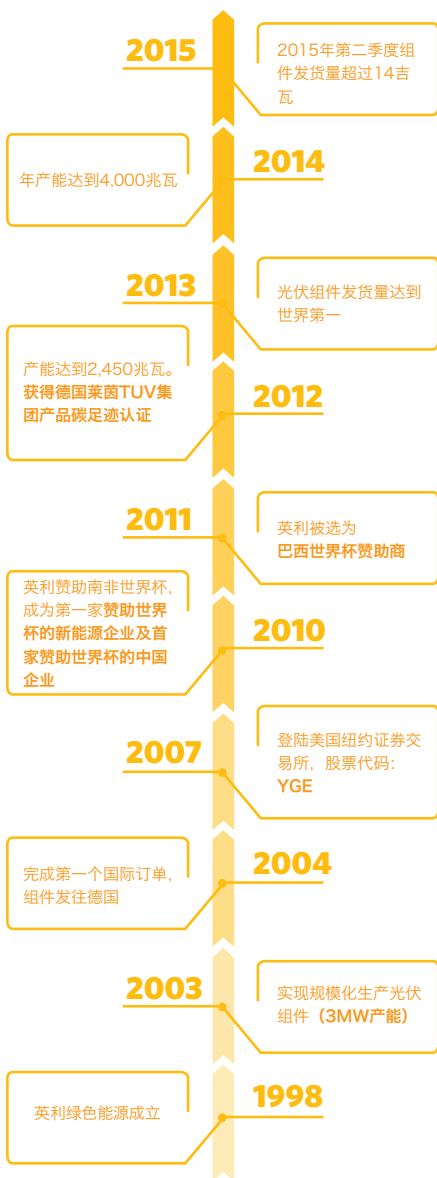 2015
2015年第二季度组
件发货量超过14吉
瓦
2014
年产能达到4,000兆瓦
2013
光伏组件发货量达到
世界第一
2012
产能达到2,450兆瓦。
获得德国莱茵TUV集
团产品碳足迹认证
2011
英利被选为
巴西世界杯赞助商
2010
英利赞助南非世界杯，
成为第一家赞助世界
杯的新能源企业及首
家赞助世界杯的中国
企业
2007
登陆美国纽约证券交
易所，股票代码：
YGE
2004
完成第一个国际订单，
组件发往德国
2003
实现规模化生产光伏
组件（3MW产能）
1998
英利绿色能源成立